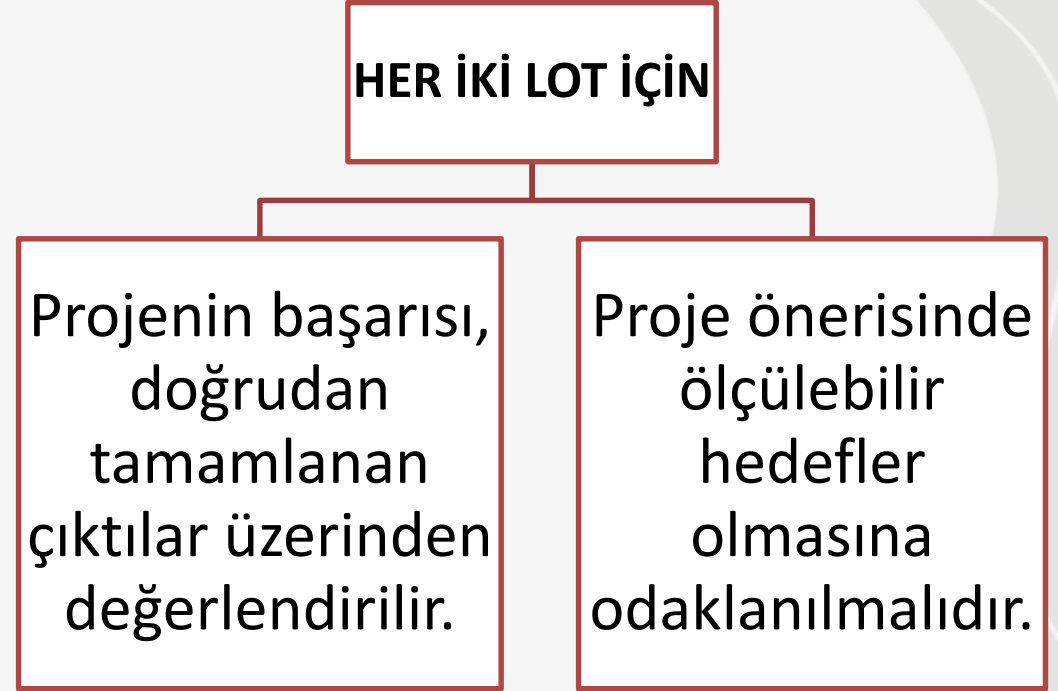 HER İKİ LOT İÇİN
Projenin başarısı,
doğrudan
tamamlanan
çıktılar üzerinden
değerlendirilir.
Proje önerisinde
ölçülebilir
hedefler
olmasına
odaklanılmalıdır.